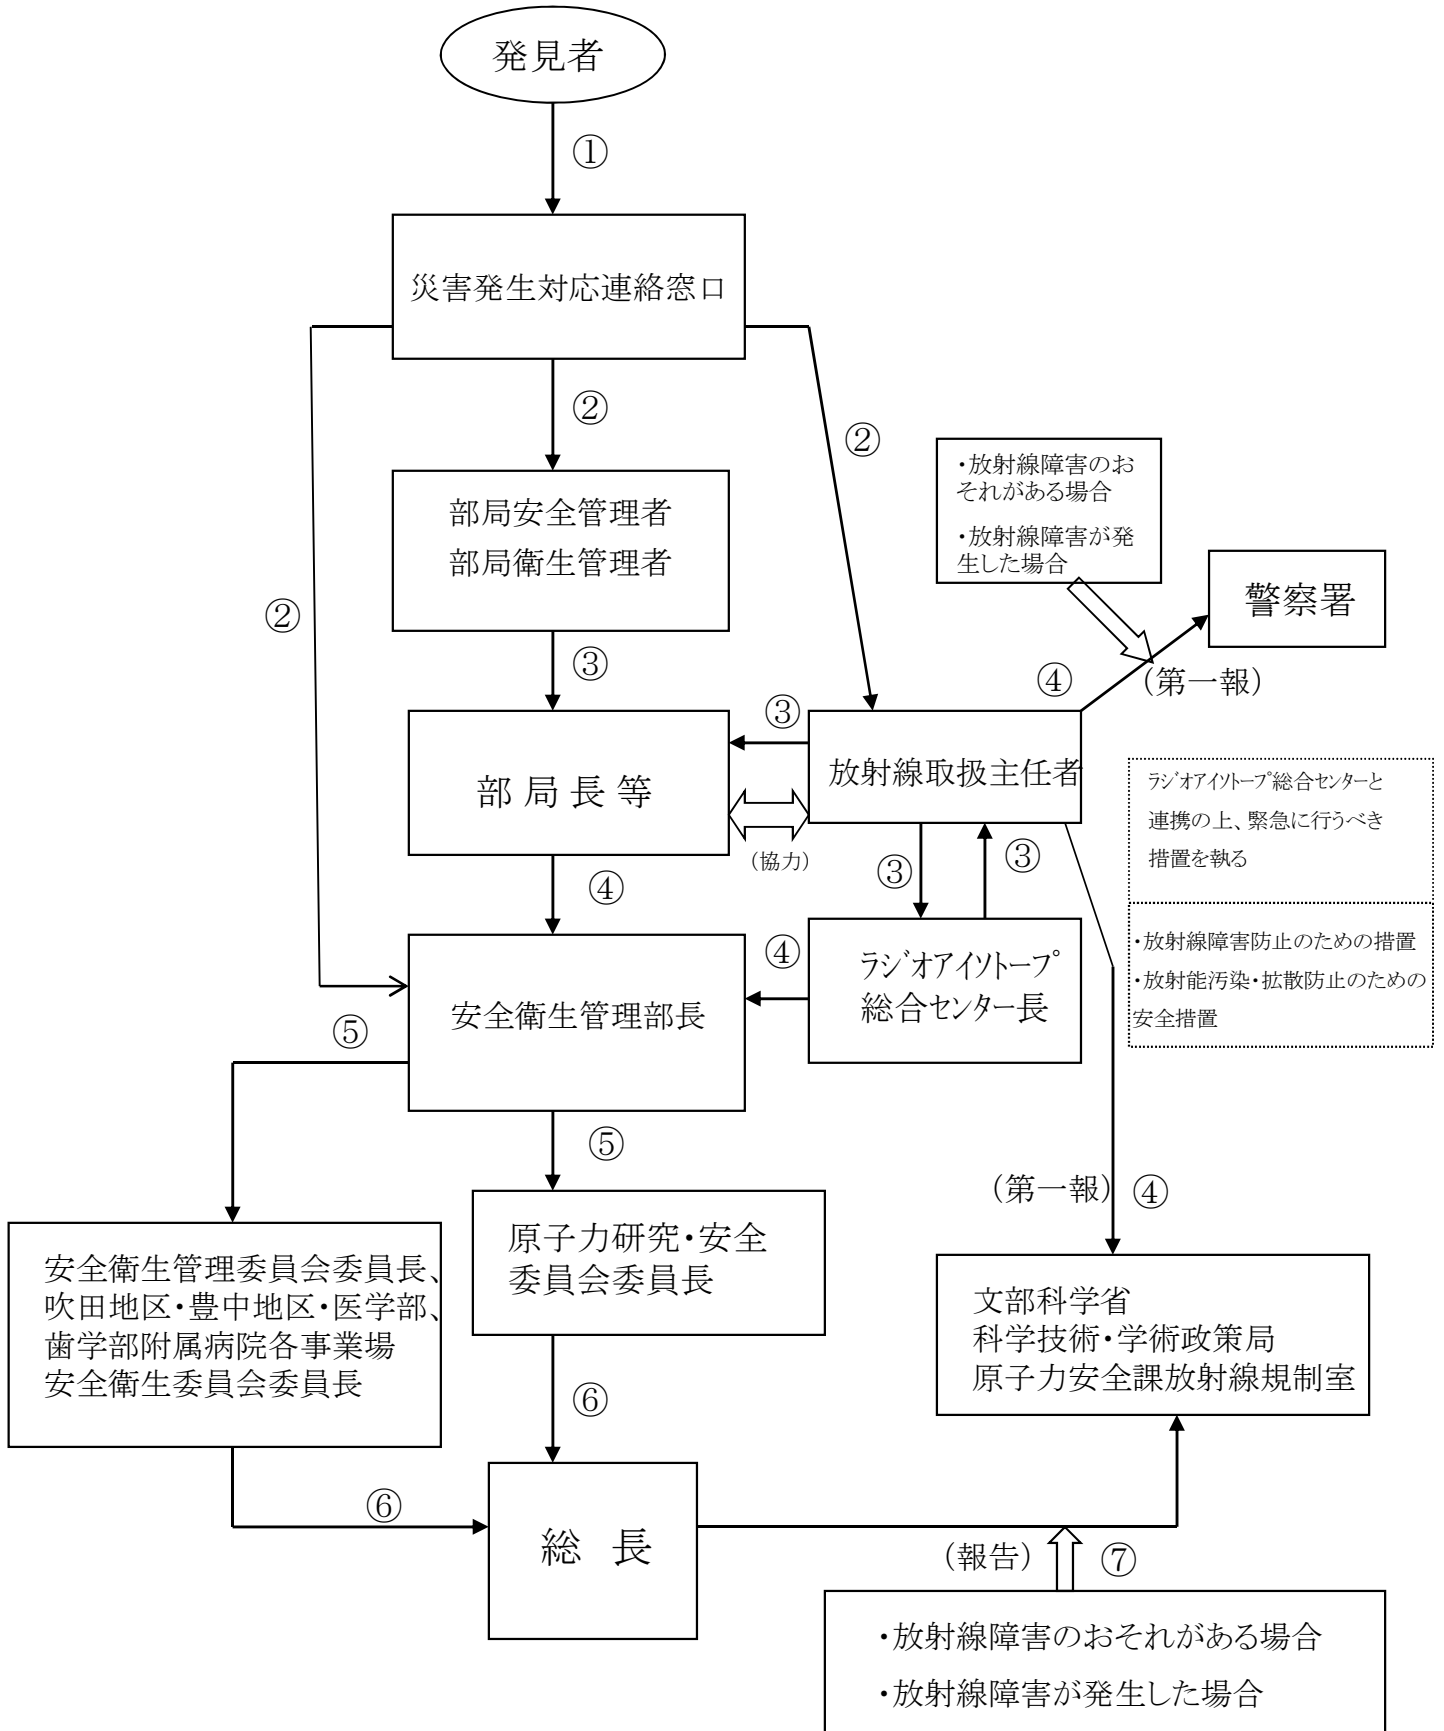 発見者
①
災害発生対応連絡窓口
②
②
②
・放射線障害のお
それがある場合
・放射線障害が発
生した場合
部局安全管理者
部局衛生管理者
警察署
③
④
(第一報)
③
部局長等
放射線取扱主任者
(協力)
ラジオアイソトープ総合センターと
連携の上、緊急に行うべき
措置を執る
③
③
④
・放射線障害防止のための措置
・放射能汚染・拡散防止のための
安全措置
④
ラジオアイソトープ
総合センター長
安全衛生管理部長
⑤
⑤
(第一報)
④
安全衛生管理委員会委員長、
吹田地区・豊中地区・医学部、
歯学部附属病院各事業場
安全衛生委員会委員長
原子力研究・安全
委員会委員長
文部科学省
科学技術・学術政策局
原子力安全課放射線規制室
⑥
⑥
総 長
(報告)
⑦
・放射線障害のおそれがある場合
・放射線障害が発生した場合